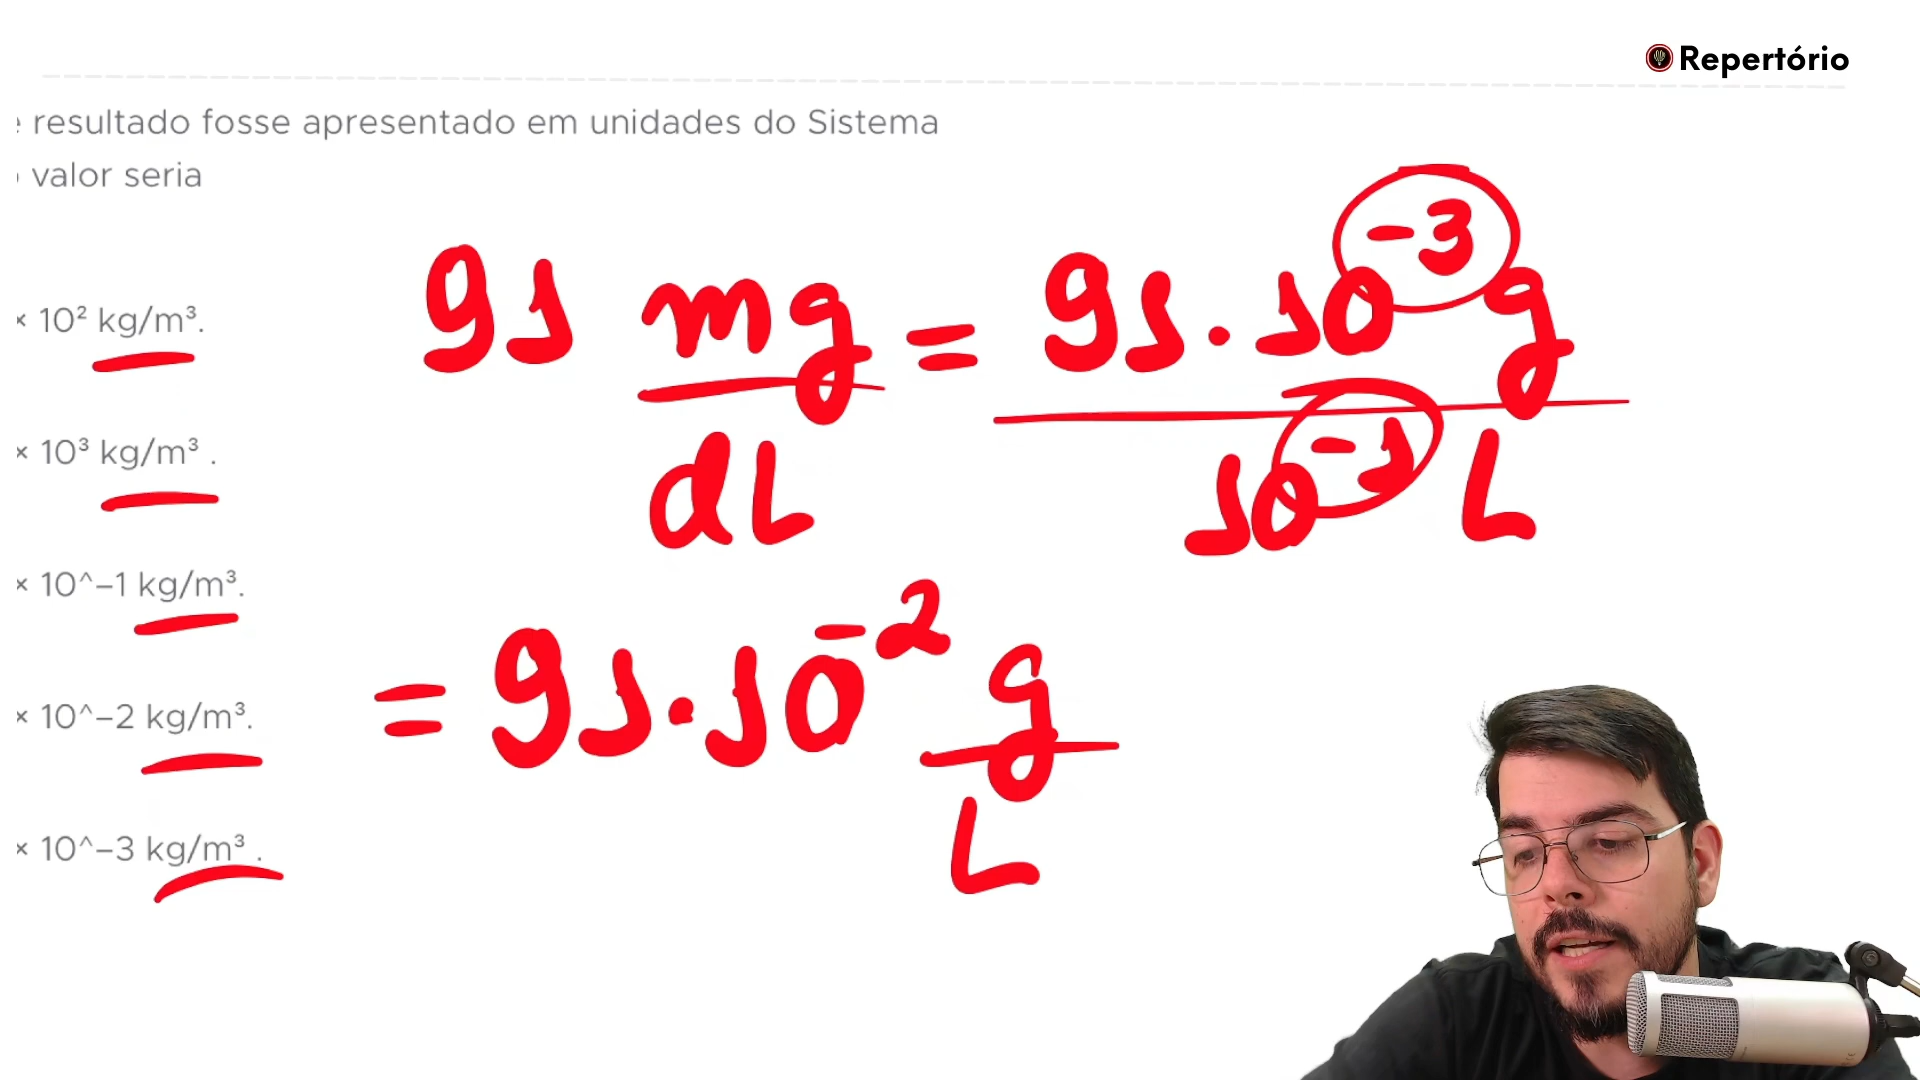 Repertório
resultado fosse apresentado em unidades do Sistema
valor seria
× 10² kg/m³.
× 10³ kg/m³ .
× 10^–1 kg/m³.
× 10^–2 kg/m³.
× 10^–3 kg/m³ .
91 mg/dL = 91 . 10⁻³ g / 10⁻¹ L
= 91 . 10⁻² g/L